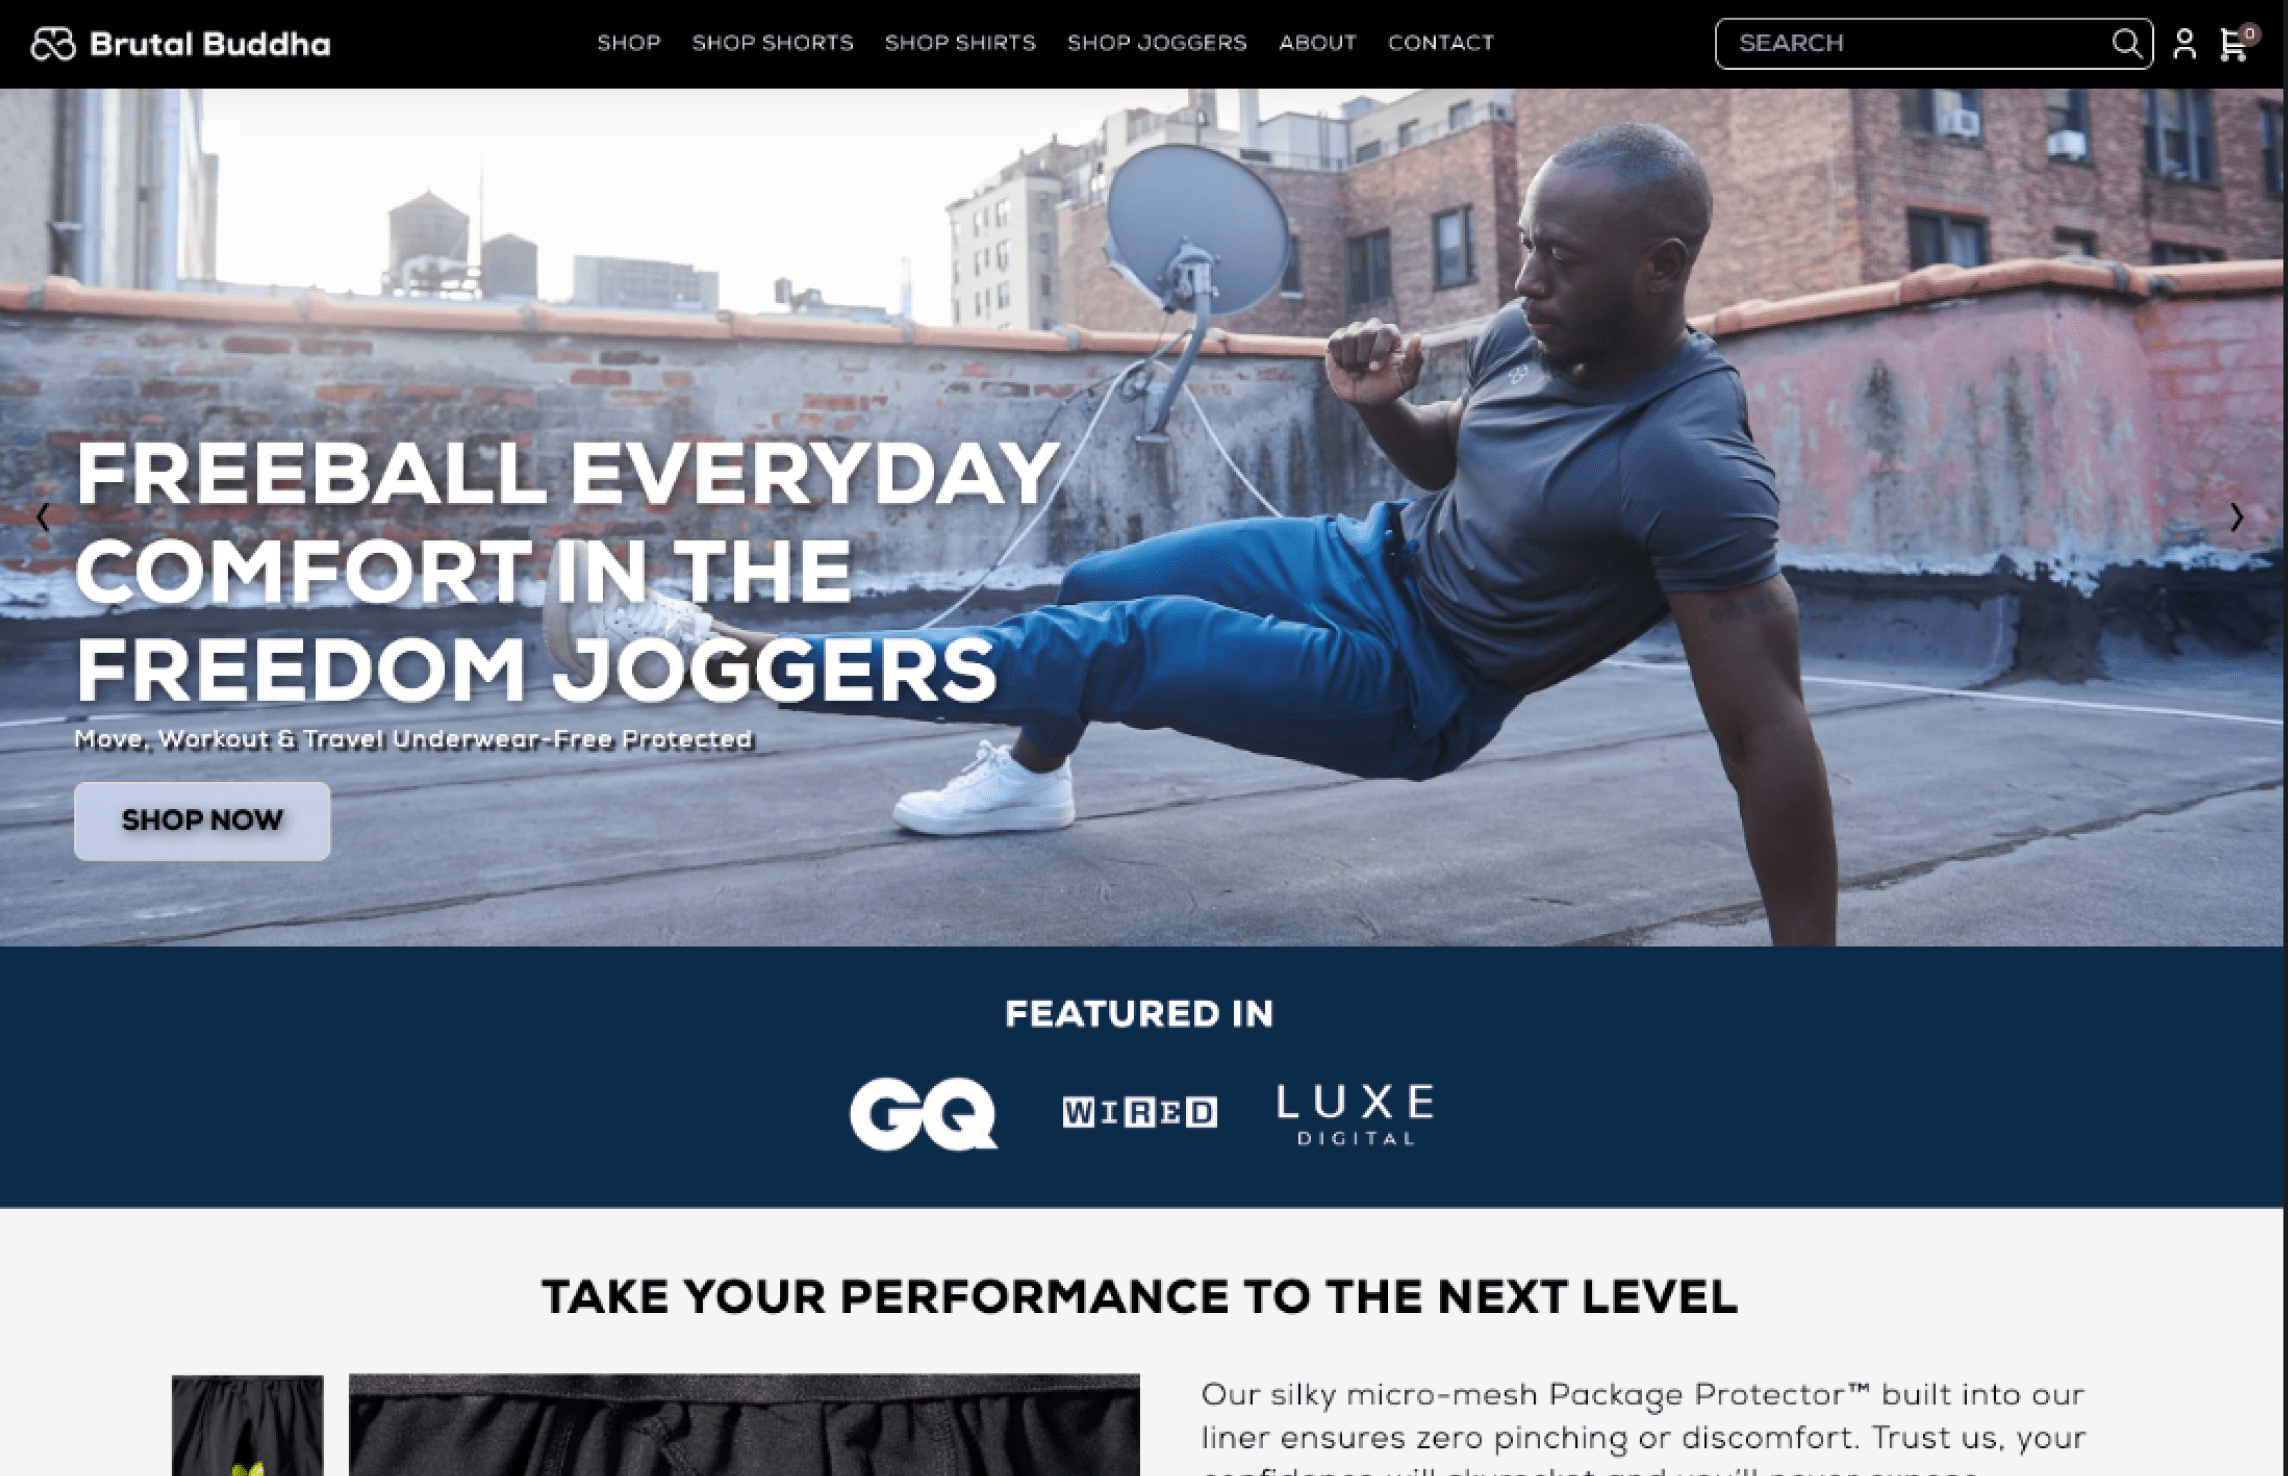 Brutal Buddha
SHOP SHOP SHORTS SHOP SHIRTS SHOP JOGGERS ABOUT CONTACT
SEARCH
0
FREEBALL EVERYDAY
COMFORT IN THE
FREEDOM JOGGERS
Move, Workout & Travel Underwear-Free Protected
SHOP NOW
FEATURED IN
GQ
WIRED
LUXE
DIGITAL
TAKE YOUR PERFORMANCE TO THE NEXT LEVEL
Our silky micro-mesh Package Protector™ built into our
liner ensures zero pinching or discomfort. Trust us, your